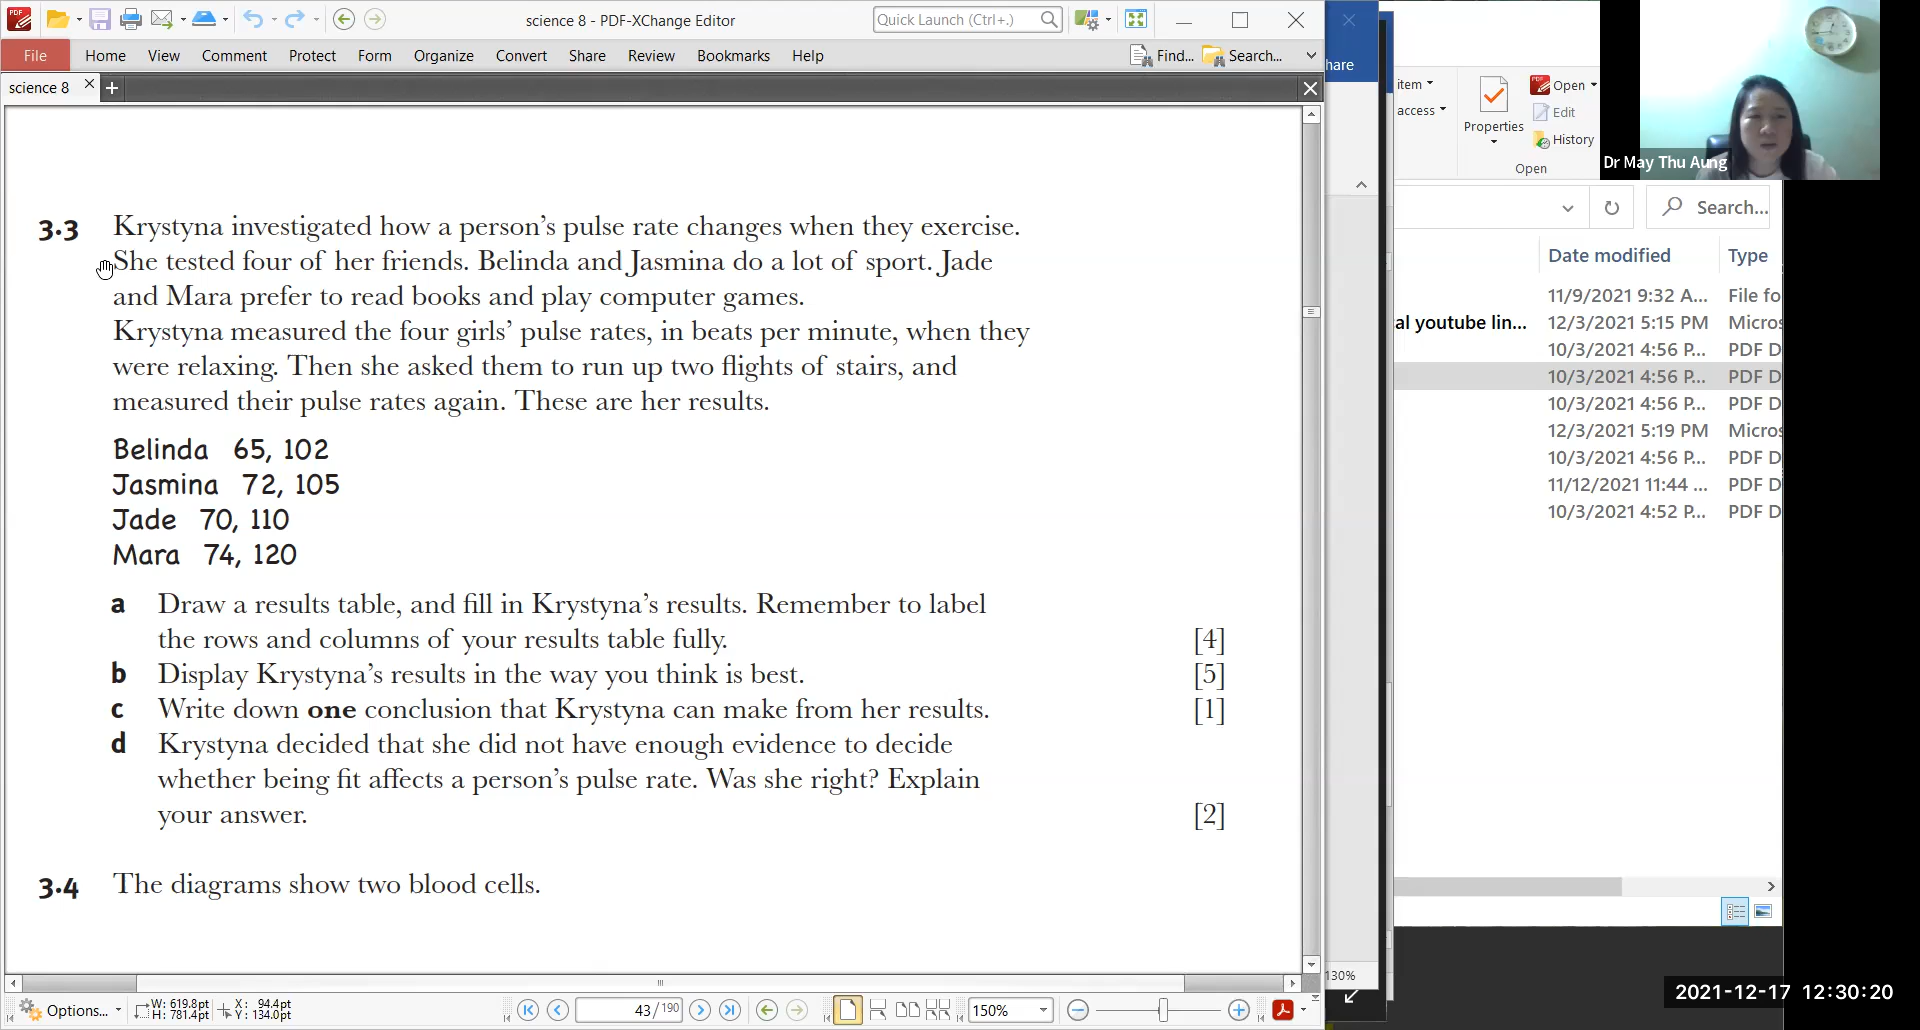 science 8 - PDF-XChange Editor
Quick Launch (Ctrl+.)
File Home View Comment Protect Form Organize Convert Share Review Bookmarks Help Find... Search...
science 8
3.3 Krystyna investigated how a person's pulse rate changes when they exercise.
She tested four of her friends. Belinda and Jasmina do a lot of sport. Jade
and Mara prefer to read books and play computer games.
Krystyna measured the four girls' pulse rates, in beats per minute, when they
were relaxing. Then she asked them to run up two flights of stairs, and
measured their pulse rates again. These are her results.
Belinda 65, 102
Jasmina 72, 105
Jade 70, 110
Mara 74, 120
a Draw a results table, and fill in Krystyna's results. Remember to label
the rows and columns of your results table fully. [4]
b Display Krystyna's results in the way you think is best. [5]
c Write down one conclusion that Krystyna can make from her results. [1]
d Krystyna decided that she did not have enough evidence to decide
whether being fit affects a person's pulse rate. Was she right? Explain
your answer. [2]
3.4 The diagrams show two blood cells.
Options... W: 619.8pt X: 94.4pt
H: 781.4pt Y: 134.0pt
43 / 190
150%
hare
item
access
Properties
Open
Edit
History
Open
Dr May Thu Aung
Search...
Date modified Type
11/9/2021 9:32 A... File fo
al youtube lin... 12/3/2021 5:15 PM Micros
10/3/2021 4:56 P... PDF D
10/3/2021 4:56 P... PDF D
10/3/2021 4:56 P... PDF D
12/3/2021 5:19 PM Micros
10/3/2021 4:56 P... PDF D
11/12/2021 11:44 ... PDF D
10/3/2021 4:52 P... PDF D
130%
2021-12-17 12:30:20